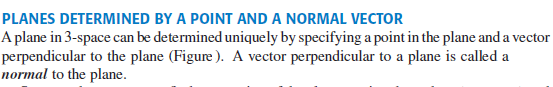 PLANES DETERMINED BY A POINT AND A NORMAL VECTOR
A plane in 3-space can be determined uniquely by specifying a point in the plane and a vector
perpendicular to the plane (Figure ). A vector perpendicular to a plane is called a
normal to the plane.